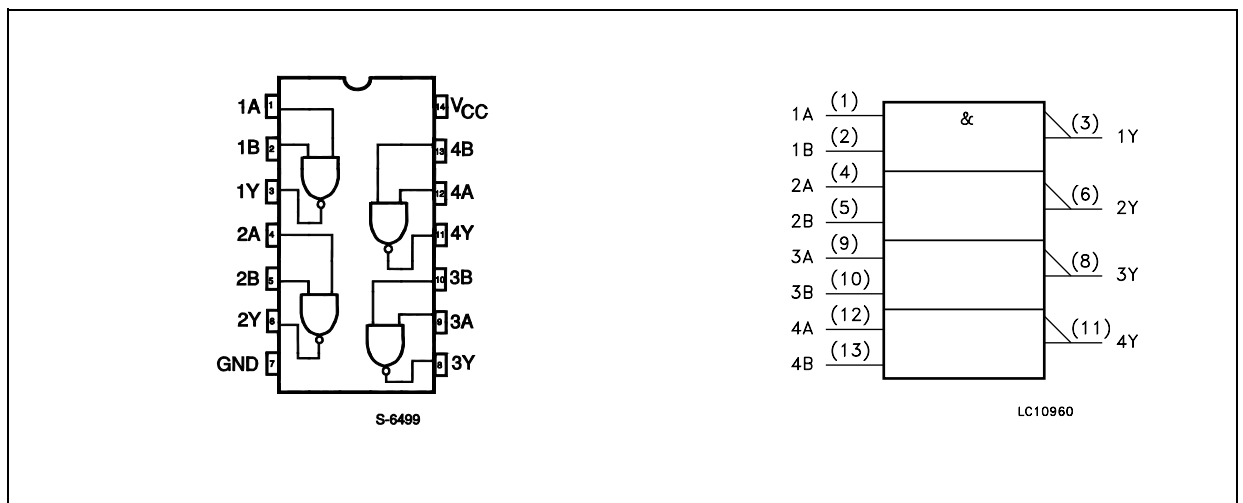 1A 1
1B 2
1Y 3
2A 4
2B 5
2Y 6
GND 7
14 VCC
13 4B
12 4A
11 4Y
10 3B
9 3A
8 3Y
S-6499
1A (1)
1B (2)
2A (4)
2B (5)
3A (9)
3B (10)
4A (12)
4B (13)
&
(3) 1Y
(6) 2Y
(8) 3Y
(11) 4Y
LC10960